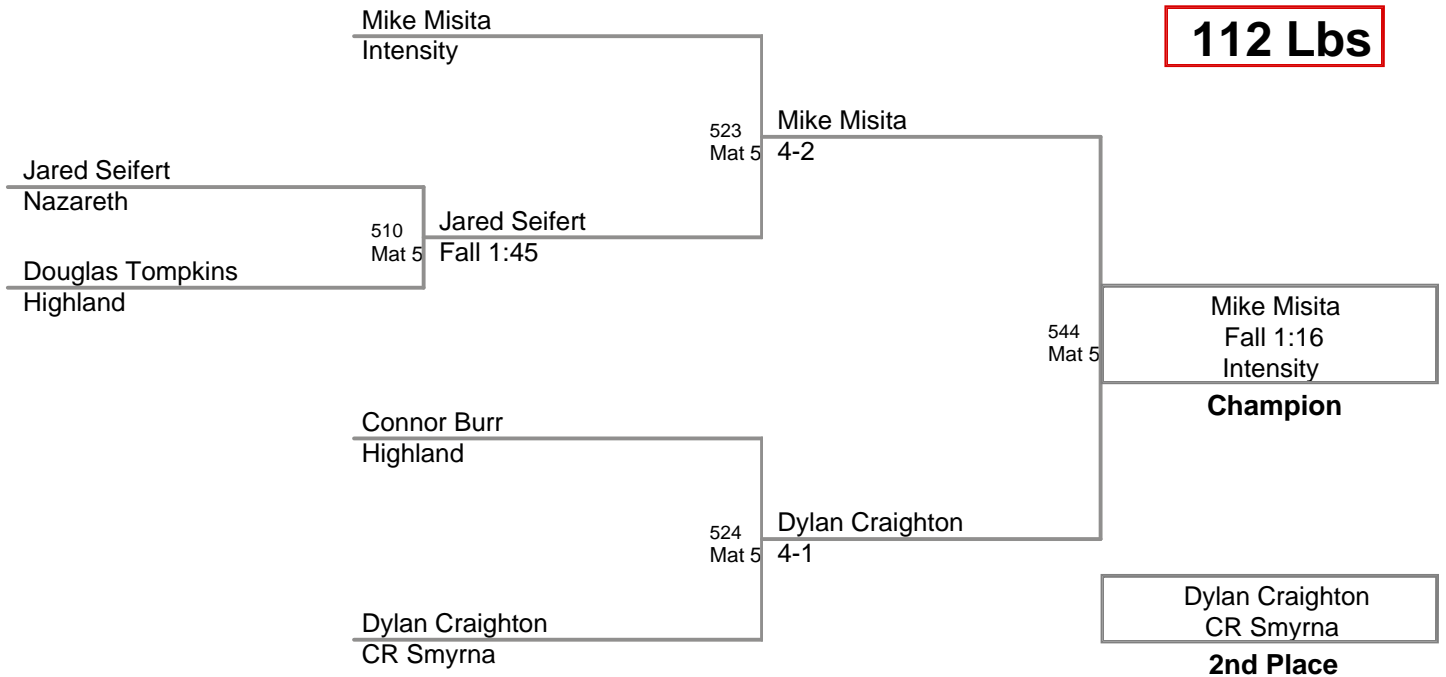 112 Lbs
Mike Misita
Intensity
Jared Seifert
Nazareth
Douglas Tompkins
Highland
510
Mat 5
Jared Seifert
Fall 1:45
523
Mat 5
Mike Misita
4-2
Connor Burr
Highland
Dylan Craighton
CR Smyrna
524
Mat 5
Dylan Craighton
4-1
544
Mat 5
Mike Misita
Fall 1:16
Intensity
Champion
Dylan Craighton
CR Smyrna
2nd Place